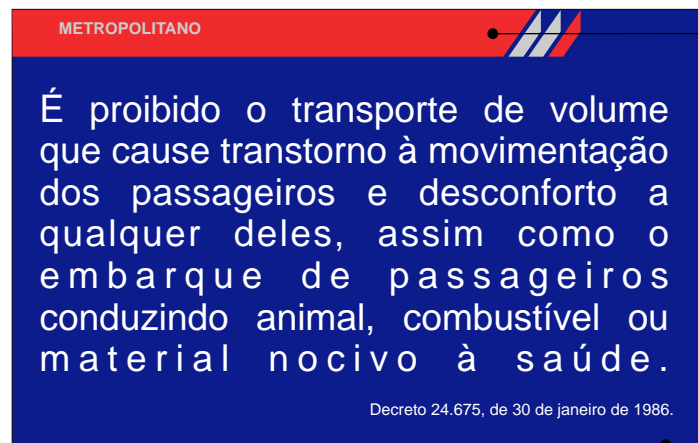 METROPOLITANO
É proibido o transporte de volume
que cause transtorno à movimentação
dos passageiros e desconforto a
qualquer deles, assim como o
embarque de passageiros
conduzindo animal, combustível ou
material nocivo à saúde.
Decreto 24.675, de 30 de janeiro de 1986.